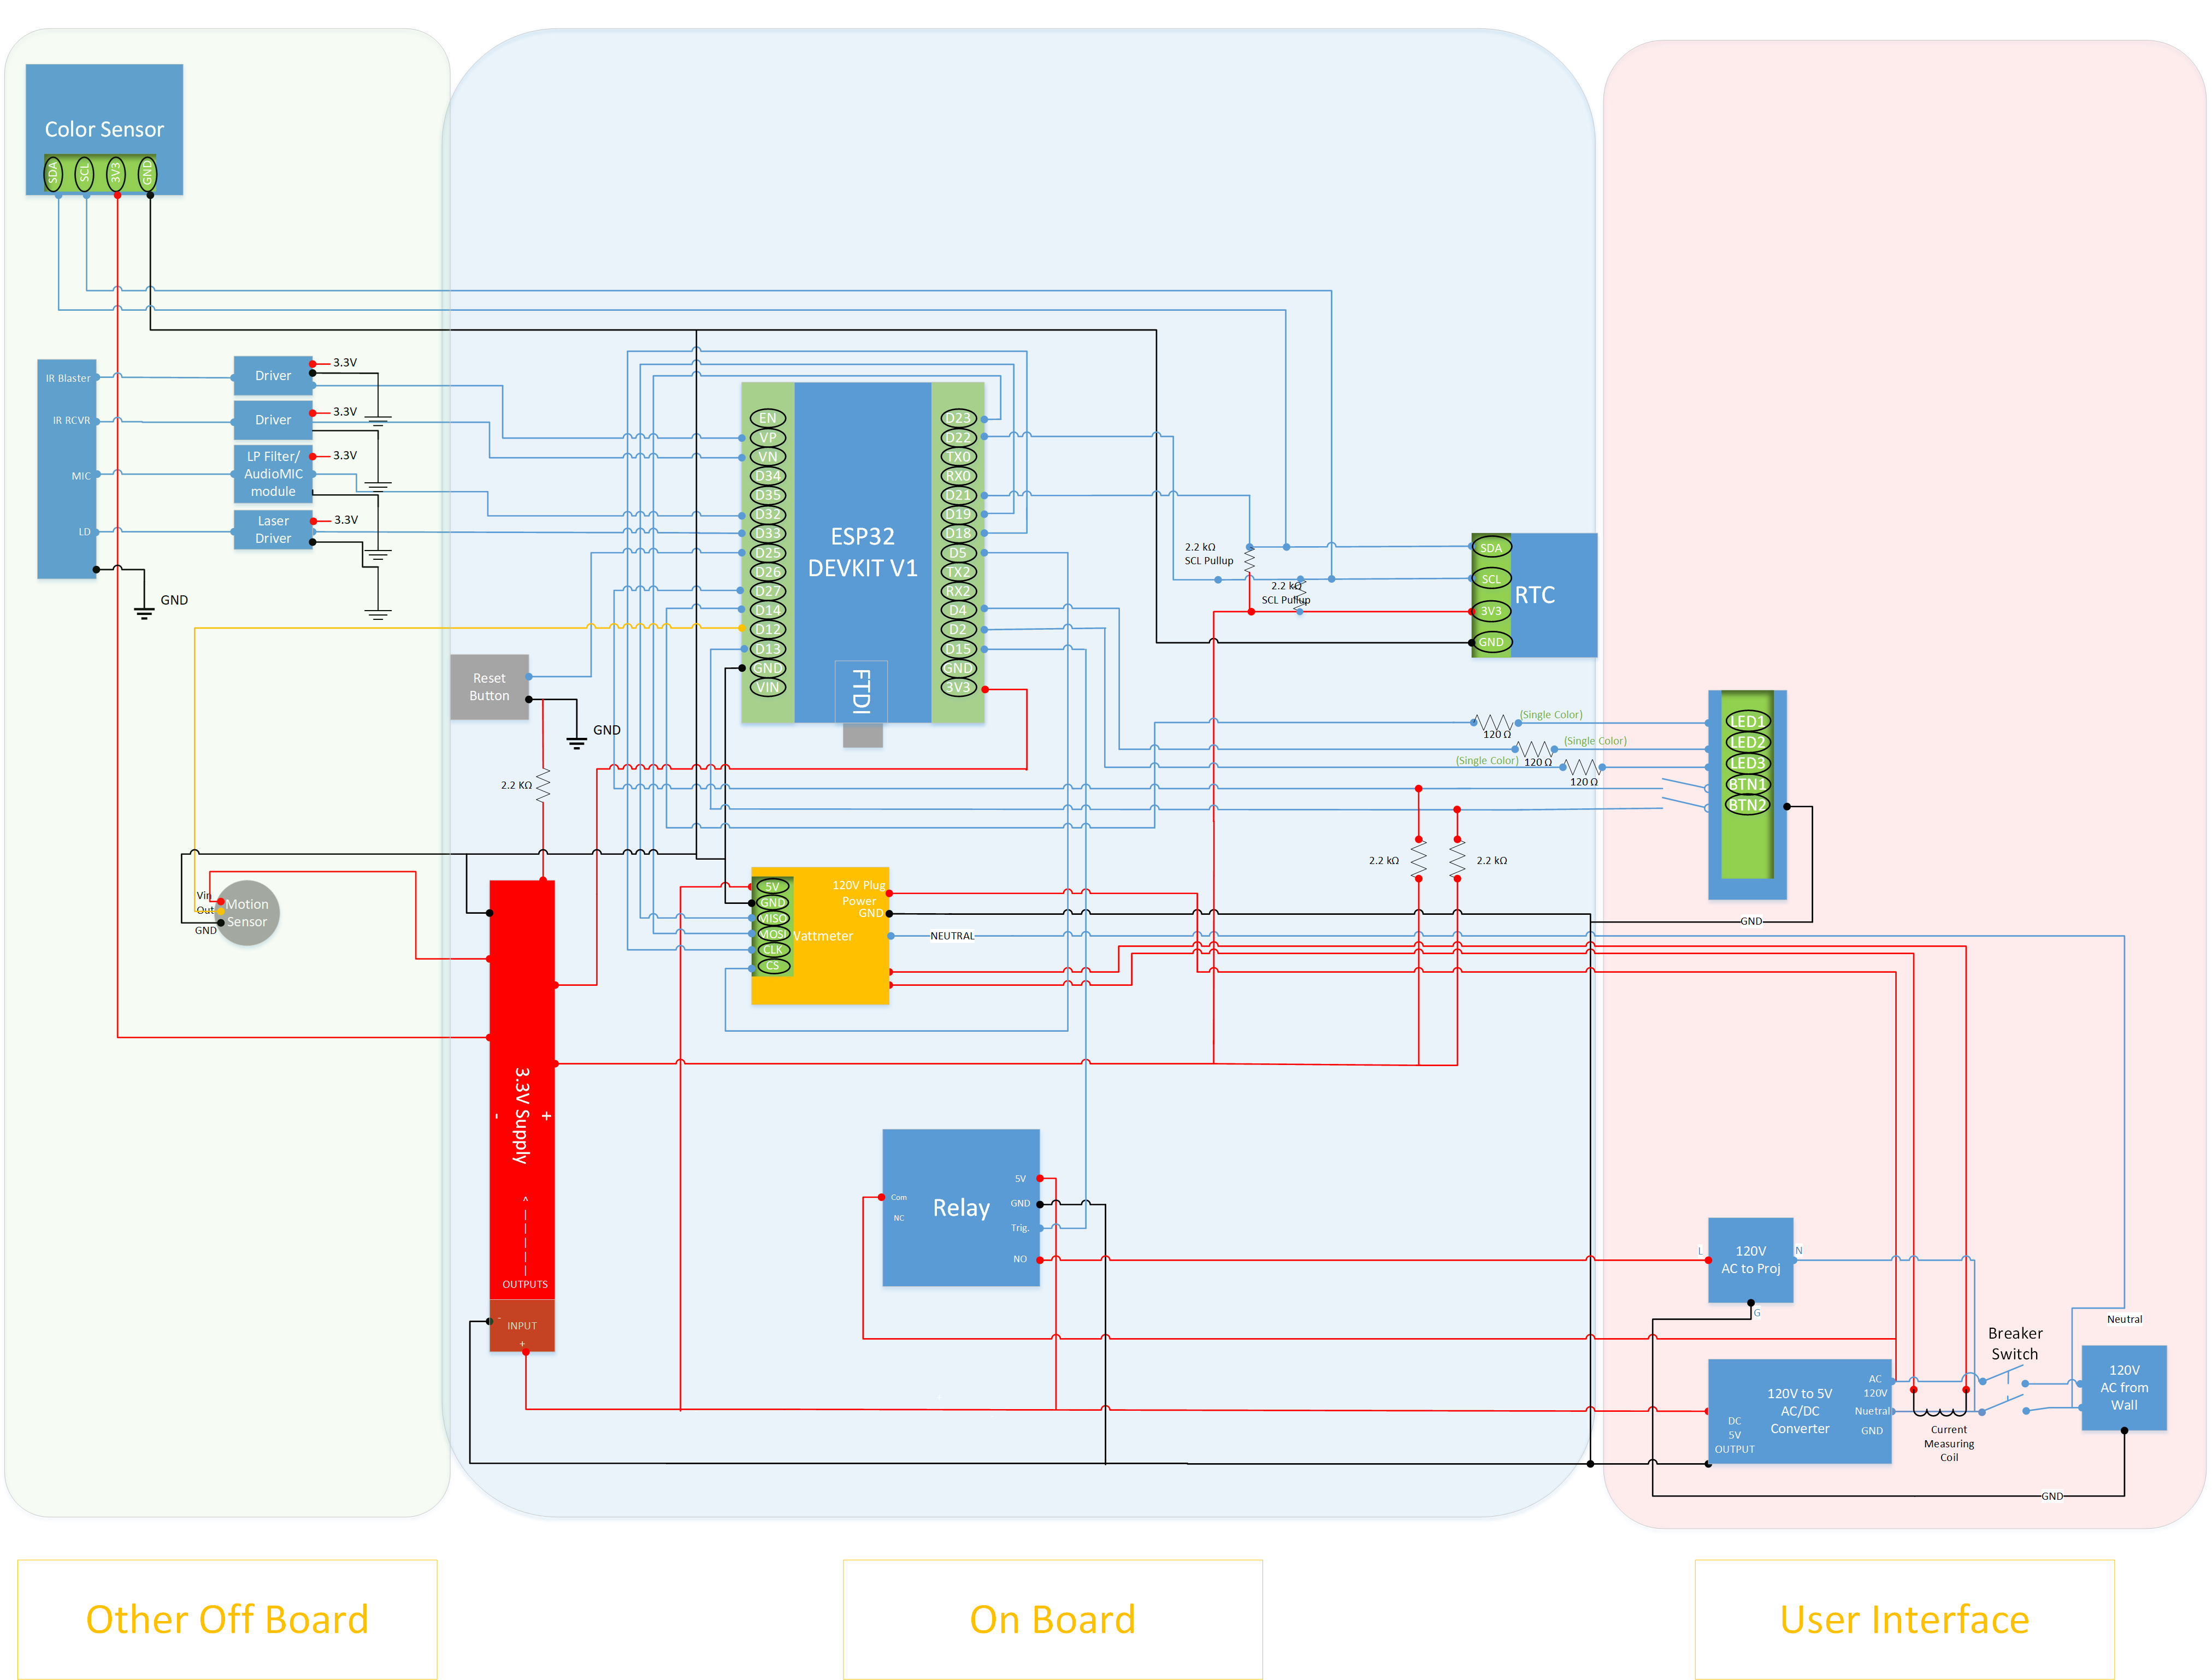 Color Sensor
SDA
SCL
3V3
GND
IR Blaster
IR RCVR
MIC
LD
GND
Driver
3.3V
Driver
3.3V
LP Filter/
AudioMIC
module
3.3V
Laser
Driver
3.3V
Reset
Button
GND
2.2 KΩ
Vin
Out
GND
Motion
Sensor
EN
VP
VN
D34
D35
D32
D33
D25
D26
D27
D14
D12
D13
GND
VIN
ESP32
DEVKIT V1
FTDI
D23
D22
TX0
RX0
D21
D19
D18
D5
TX2
RX2
D4
D2
D15
GND
3V3
2.2 kΩ
SCL Pullup
2.2 kΩ
SCL Pullup
SDA
SCL
3V3
GND
RTC
(Single Color)
120 Ω
(Single Color)
120 Ω
(Single Color)
120 Ω
LED1
LED2
LED3
BTN1
BTN2
GND
2.2 kΩ
2.2 kΩ
5V
GND
MISO
MOSI
CLK
CS
Wattmeter
120V Plug
Power
GND
NEUTRAL
3.3V Supply
-
+
<------
OUTPUTS
-
INPUT
+
Com
NC
Relay
5V
GND
Trig.
NO
L
120V
AC to Proj
N
G
DC
5V
OUTPUT
120V to 5V
AC/DC
Converter
AC
120V
Nuetral
GND
Current
Measuring
Coil
Breaker
Switch
Neutral
120V
AC from
Wall
GND
Other Off Board
On Board
User Interface